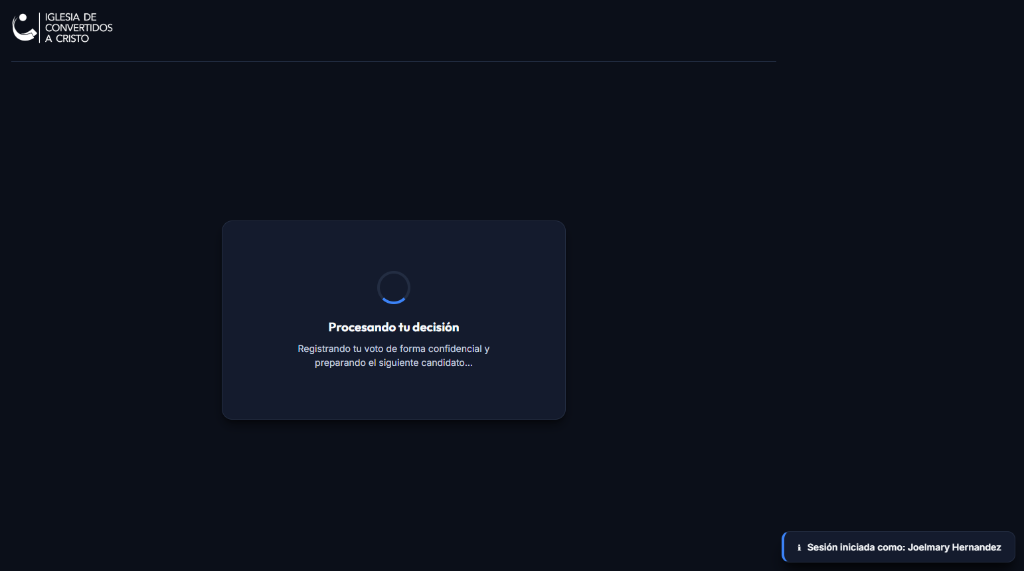 IGLESIA DE
CONVERTIDOS
A CRISTO
Procesando tu decisión
Registrando tu voto de forma confidencial y
preparando el siguiente candidato...
Sesión iniciada como: Joelmary Hernandez